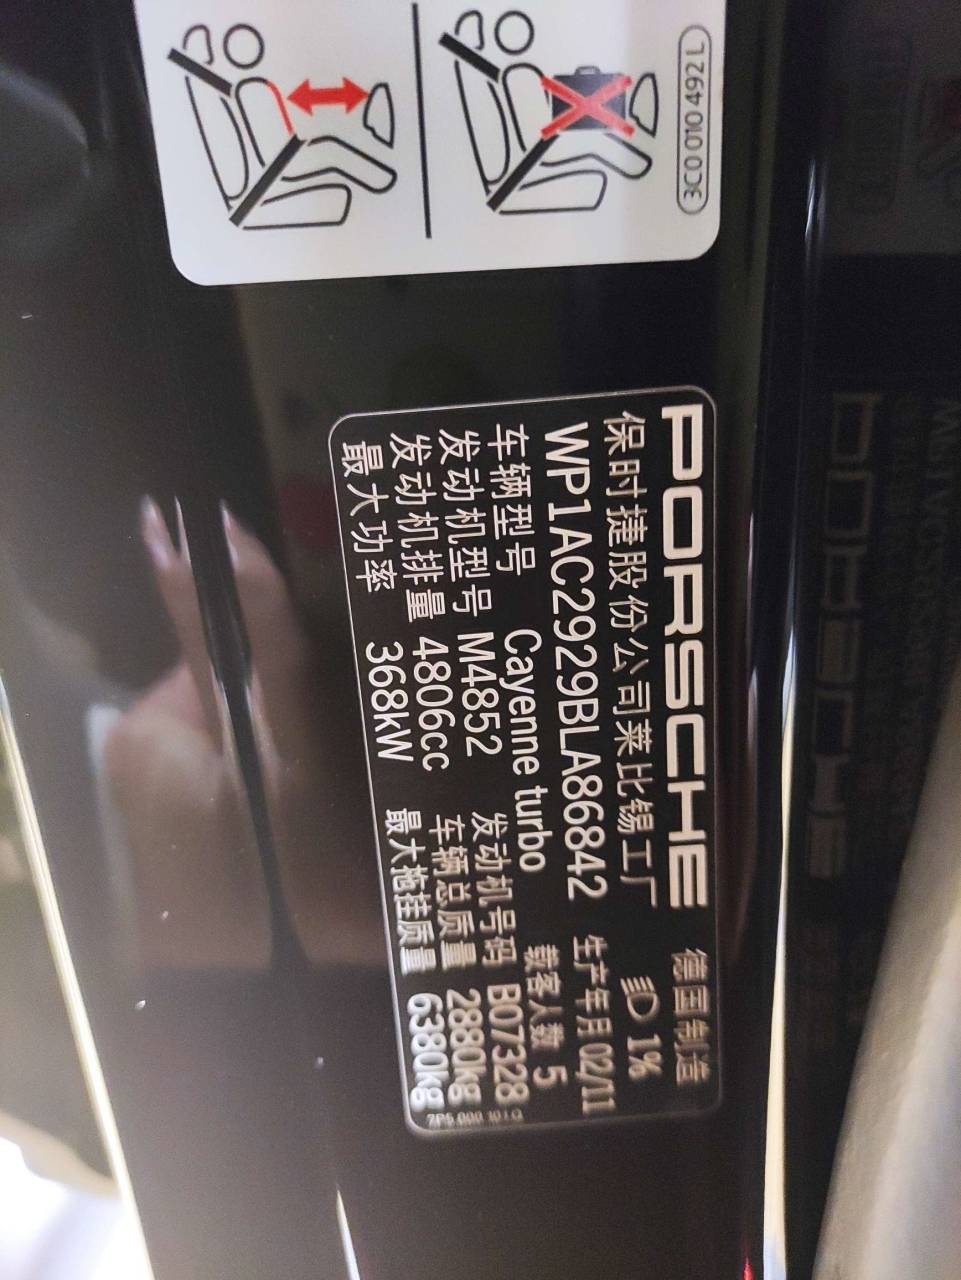 3C0 010 492 L
PORSCHE 德国制造
保时捷股份公司莱比锡工厂 1%
WP1AC2929BLA86842 生产年月 02/11
车辆型号 Cayenne turbo 载客人数 5
发动机型号 M4852 发动机号码 B07328
发动机排量 4806cc 车辆总质量 2880kg
最大功率 368kW 最大拖挂质量 6380kg